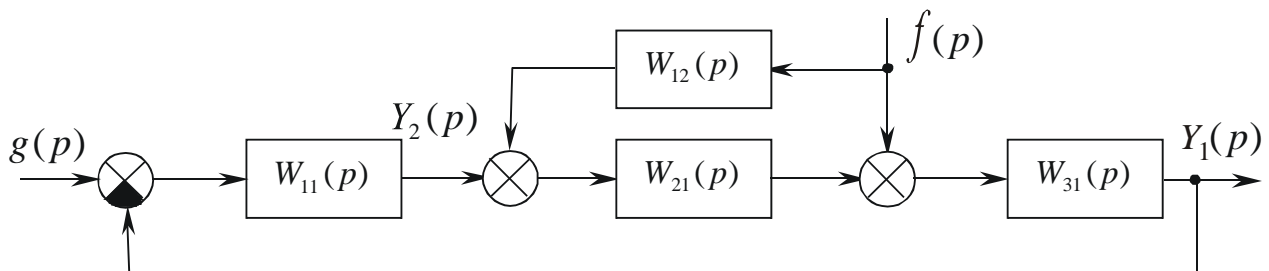 f(p)
W₁₂(p)
g(p)
Y₂(p)
Y₁(p)
W₁₁(p)
W₂₁(p)
W₃₁(p)